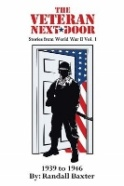 THE
VETERAN
NEXT★DOOR
Stories from World War II Vol. 1
1939 to 1946
By: Randall Baxter